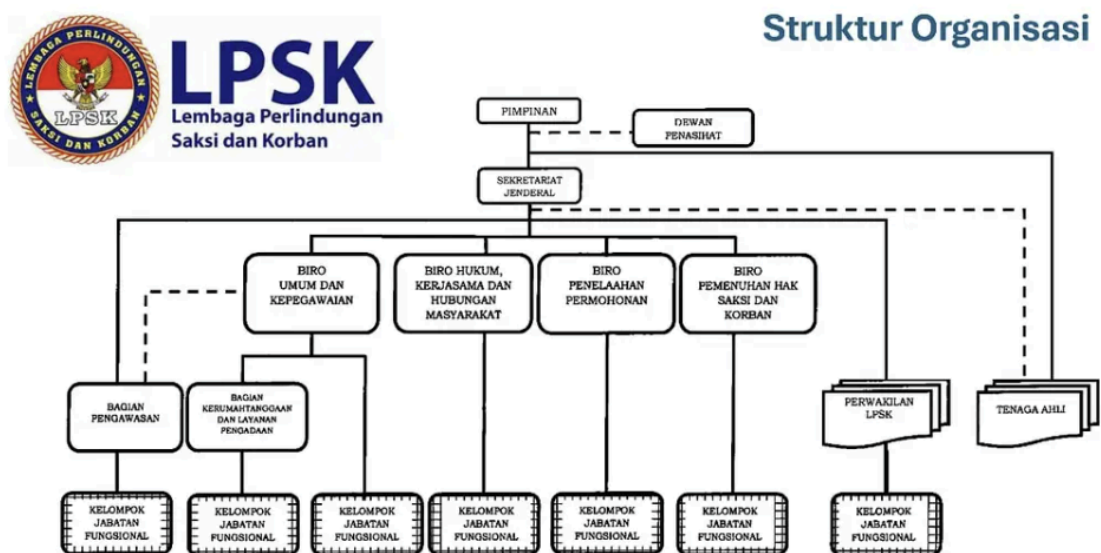 Struktur Organisasi
LEMBAGA PERLINDUNGAN
LPSK
SAKSI DAN KORBAN
LPSK
Lembaga Perlindungan
Saksi dan Korban
PIMPINAN
DEWAN
PENASIHAT
SEKRETARIAT
JENDERAL
BIRO
UMUM DAN
KEPEGAWAIAN
BIRO HUKUM,
KERJASAMA DAN
HUBUNGAN
MASYARAKAT
BIRO
PENELAAHAN
PERMOHONAN
BIRO
PEMENUHAN HAK
SAKSI DAN
KORBAN
BAGIAN
PENGAWASAN
BAGIAN
KERUMAHTANGGAAN
DAN LAYANAN
PENGADAAN
PERWAKILAN
LPSK
TENAGA AHLI
KELOMPOK
JABATAN
FUNGSIONAL
KELOMPOK
JABATAN
FUNGSIONAL
KELOMPOK
JABATAN
FUNGSIONAL
KELOMPOK
JABATAN
FUNGSIONAL
KELOMPOK
JABATAN
FUNGSIONAL
KELOMPOK
JABATAN
FUNGSIONAL
KELOMPOK
JABATAN
FUNGSIONAL